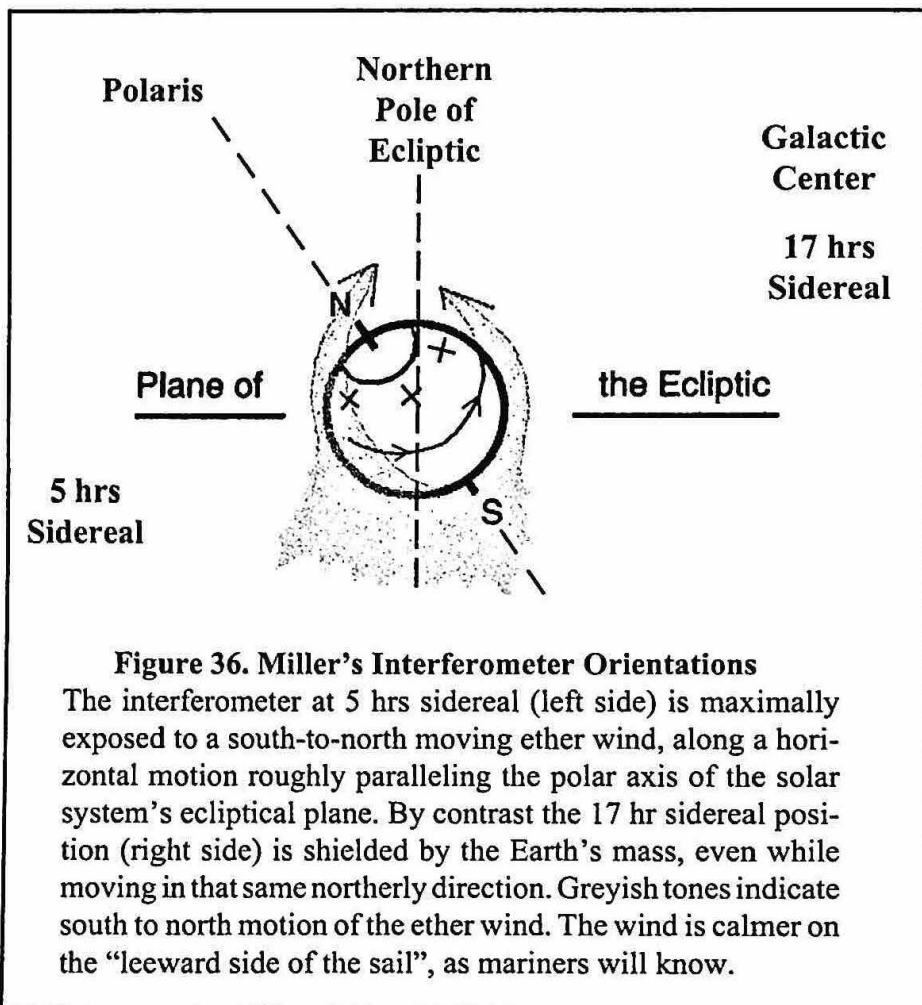 Polaris
Northern
Pole of
Ecliptic
Galactic
Center
17 hrs
Sidereal
N
Plane of
the Ecliptic
5 hrs
Sidereal
S
Figure 36. Miller's Interferometer Orientations
The interferometer at 5 hrs sidereal (left side) is maximally
exposed to a south-to-north moving ether wind, along a hori-
zontal motion roughly paralleling the polar axis of the solar
system's ecliptical plane. By contrast the 17 hr sidereal posi-
tion (right side) is shielded by the Earth's mass, even while
moving in that same northerly direction. Greyish tones indicate
south to north motion of the ether wind. The wind is calmer on
the “leeward side of the sail”, as mariners will know.